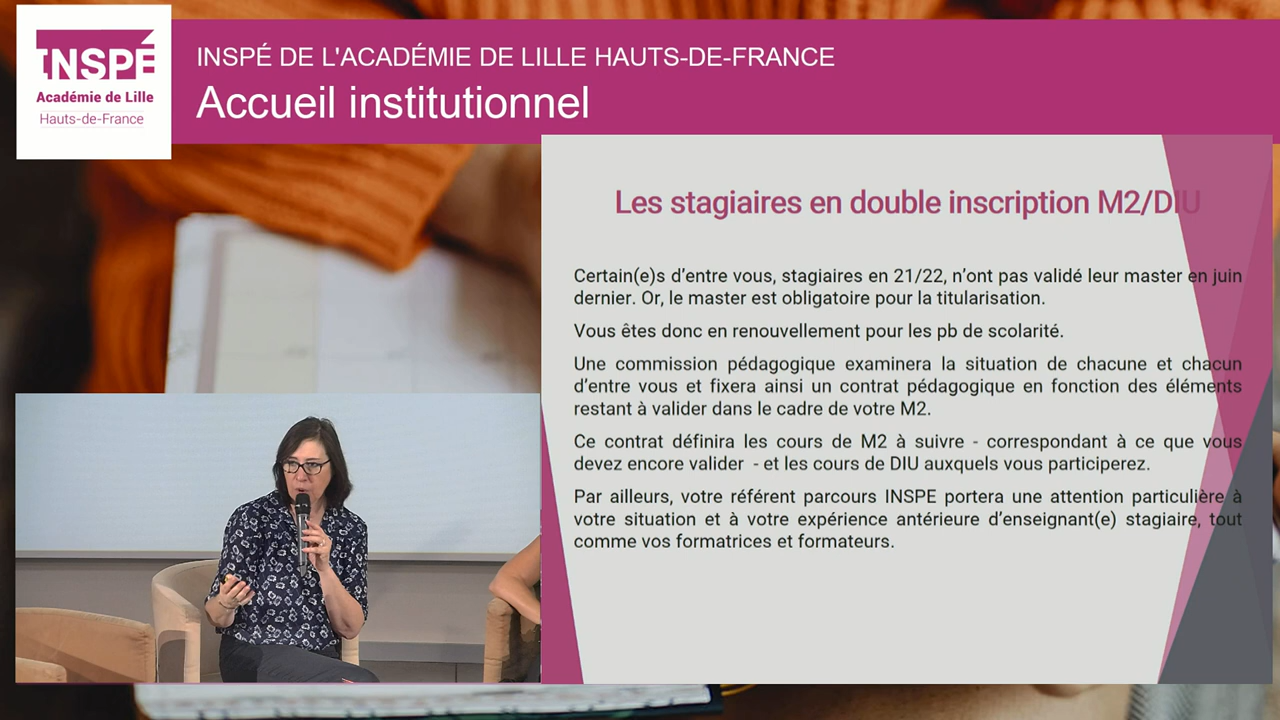 INSPÉ
Académie de Lille
Hauts-de-France
INSPÉ DE L'ACADÉMIE DE LILLE HAUTS-DE-FRANCE
Accueil institutionnel
Les stagiaires en double inscription M2/DIU
Certain(e)s d'entre vous, stagiaires en 21/22, n'ont pas validé leur master en juin
dernier. Or, le master est obligatoire pour la titularisation.
Vous êtes donc en renouvellement pour les pb de scolarité.
Une commission pédagogique examinera la situation de chacune et chacun
d'entre vous et fixera ainsi un contrat pédagogique en fonction des éléments
restant à valider dans le cadre de votre M2.
Ce contrat définira les cours de M2 à suivre - correspondant à ce que vous
devez encore valider - et les cours de DIU auxquels vous participerez.
Par ailleurs, votre référent parcours INSPE portera une attention particulière à
votre situation et à votre expérience antérieure d'enseignant(e) stagiaire, tout
comme vos formatrices et formateurs.